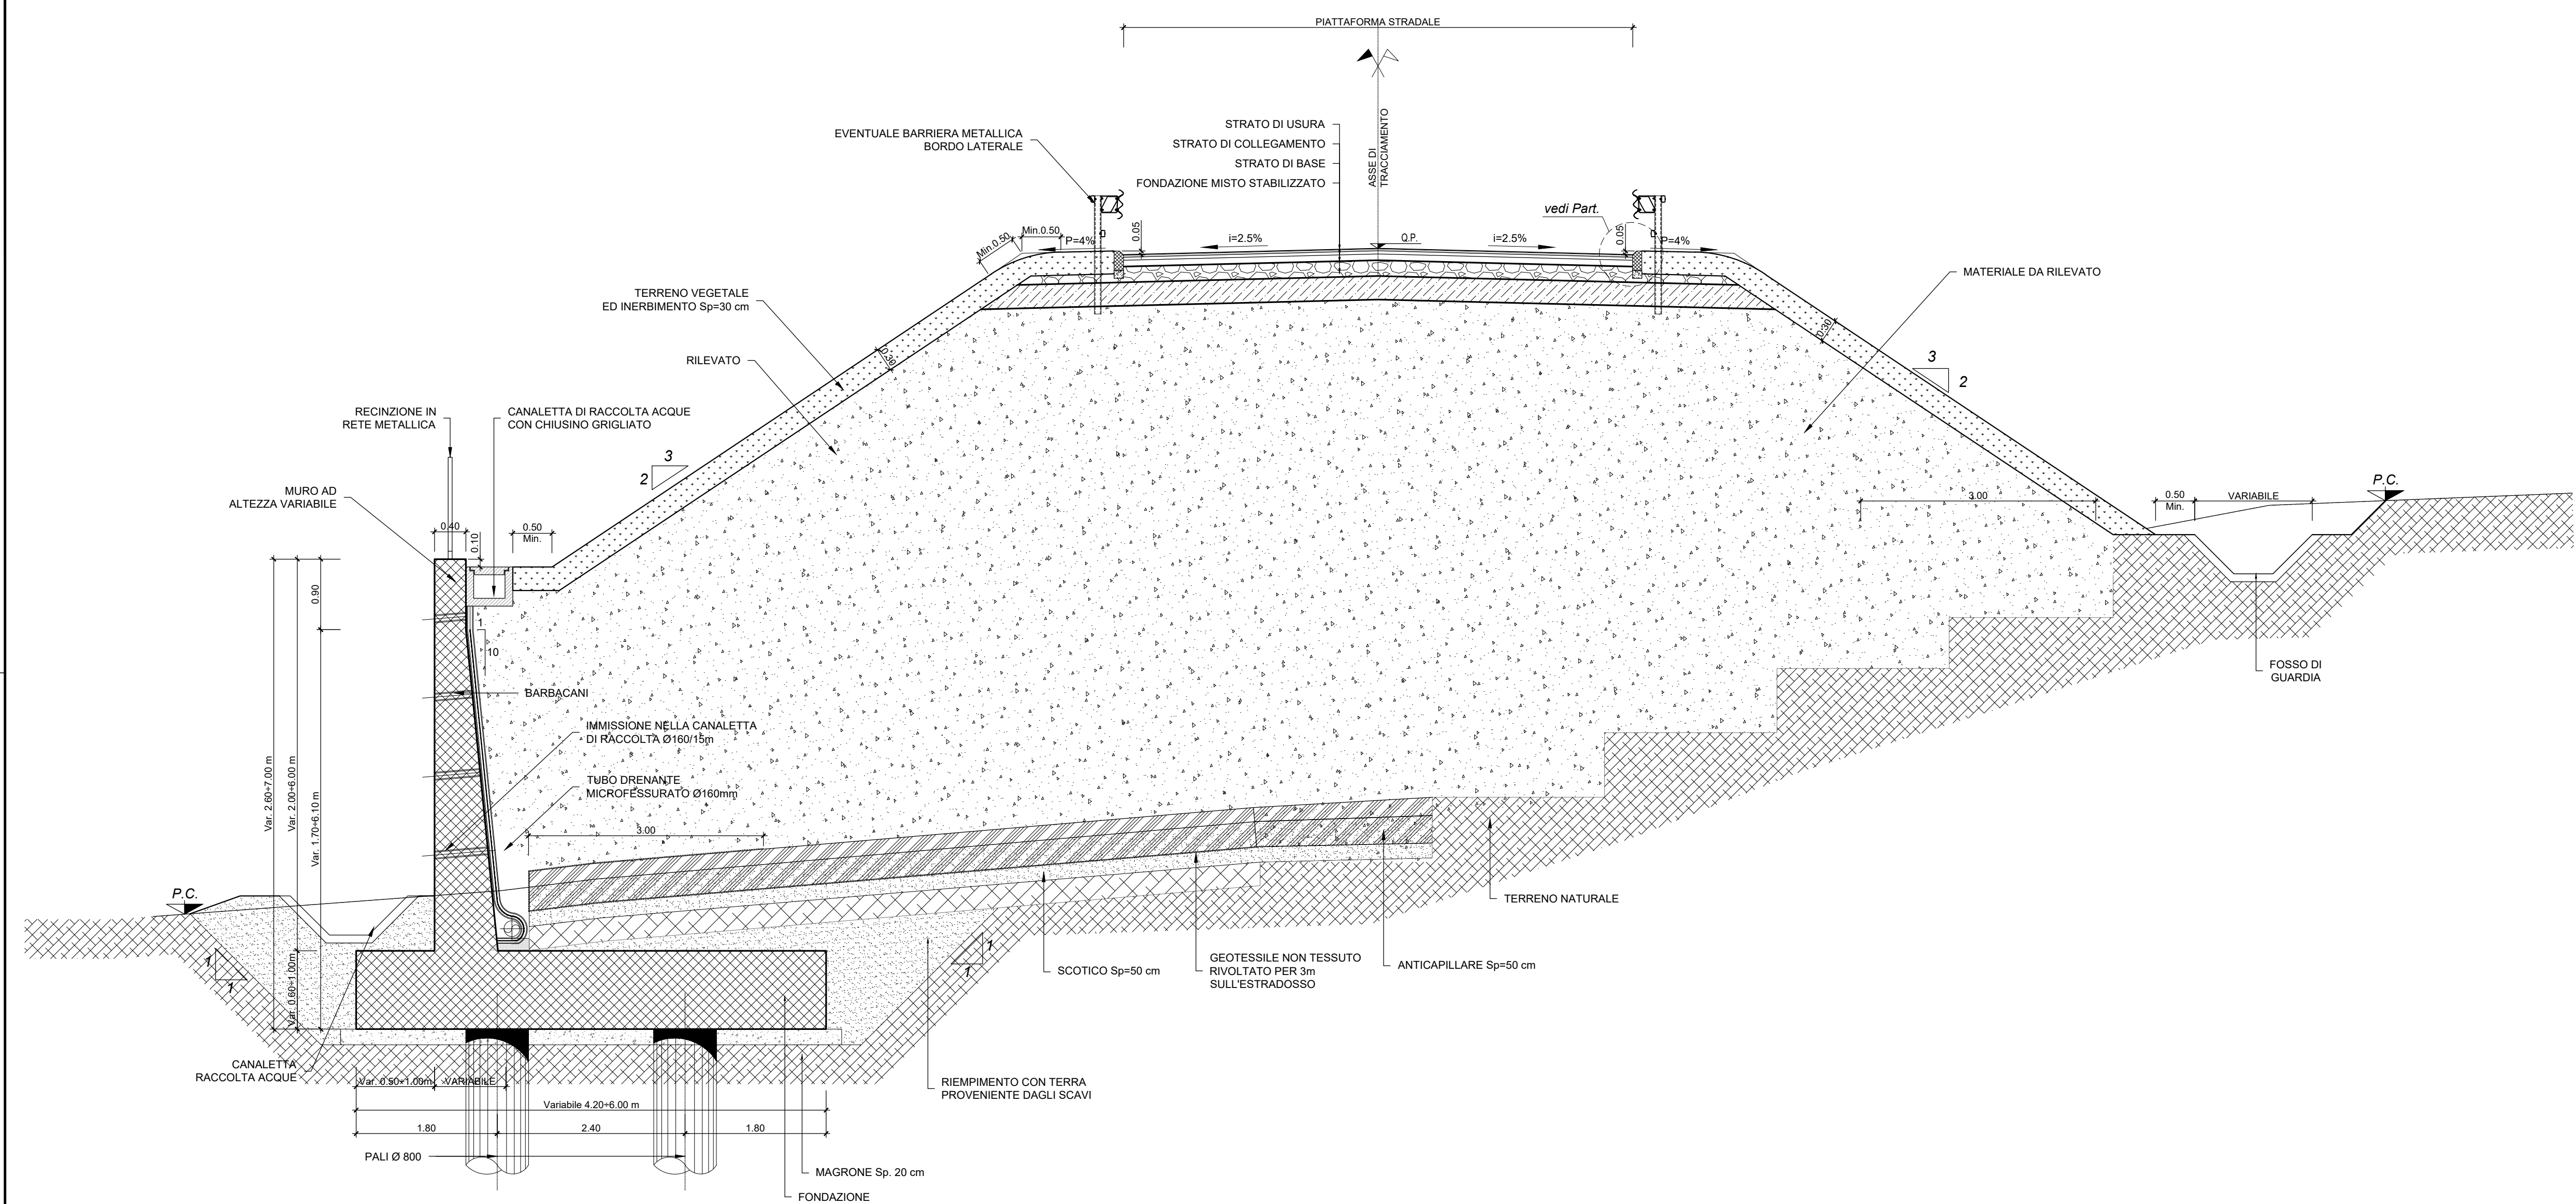 PIATTAFORMA STRADALE
ASSE DI
TRACCIAMENTO
STRATO DI USURA
STRATO DI COLLEGAMENTO
STRATO DI BASE
FONDAZIONE MISTO STABILIZZATO
EVENTUALE BARRIERA METALLICA
BORDO LATERALE
vedi Part.
Min.0.50
Min.0.50
P=4%
0.05
i=2.5%
Q.P.
i=2.5%
0.05
P=4%
MATERIALE DA RILEVATO
TERRENO VEGETALE
ED INERBIMENTO Sp=30 cm
RILEVATO
0.30
0.30
3
2
RECINZIONE IN
RETE METALLICA
CANALETTA DI RACCOLTA ACQUE
CON CHIUSINO GRIGLIATO
3
2
MURO AD
ALTEZZA VARIABILE
0.40
0.10
0.50
Min.
3.00
0.50
Min.
VARIABILE
P.C.
0.90
1
10
FOSSO DI
GUARDIA
BARBACANI
IMMISSIONE NELLA CANALETTA
DI RACCOLTA Ø160/15m
TUBO DRENANTE
MICROFESSURATO Ø160mm
Var. 2.60÷7.00 m
Var. 2.00÷6.00 m
Var. 1.70÷6.10 m
3.00
P.C.
TERRENO NATURALE
1
1
1
1
Var. 0.60÷1.00m
SCOTICO Sp=50 cm
GEOTESSILE NON TESSUTO
RIVOLTATO PER 3m
SULL'ESTRADOSSO
ANTICAPILLARE Sp=50 cm
CANALETTA
RACCOLTA ACQUE
Var. 0.50÷1.00m
VARIABILE
RIEMPIMENTO CON TERRA
PROVENIENTE DAGLI SCAVI
Variabile 4.20÷6.00 m
1.80
2.40
1.80
PALI Ø 800
MAGRONE Sp. 20 cm
FONDAZIONE